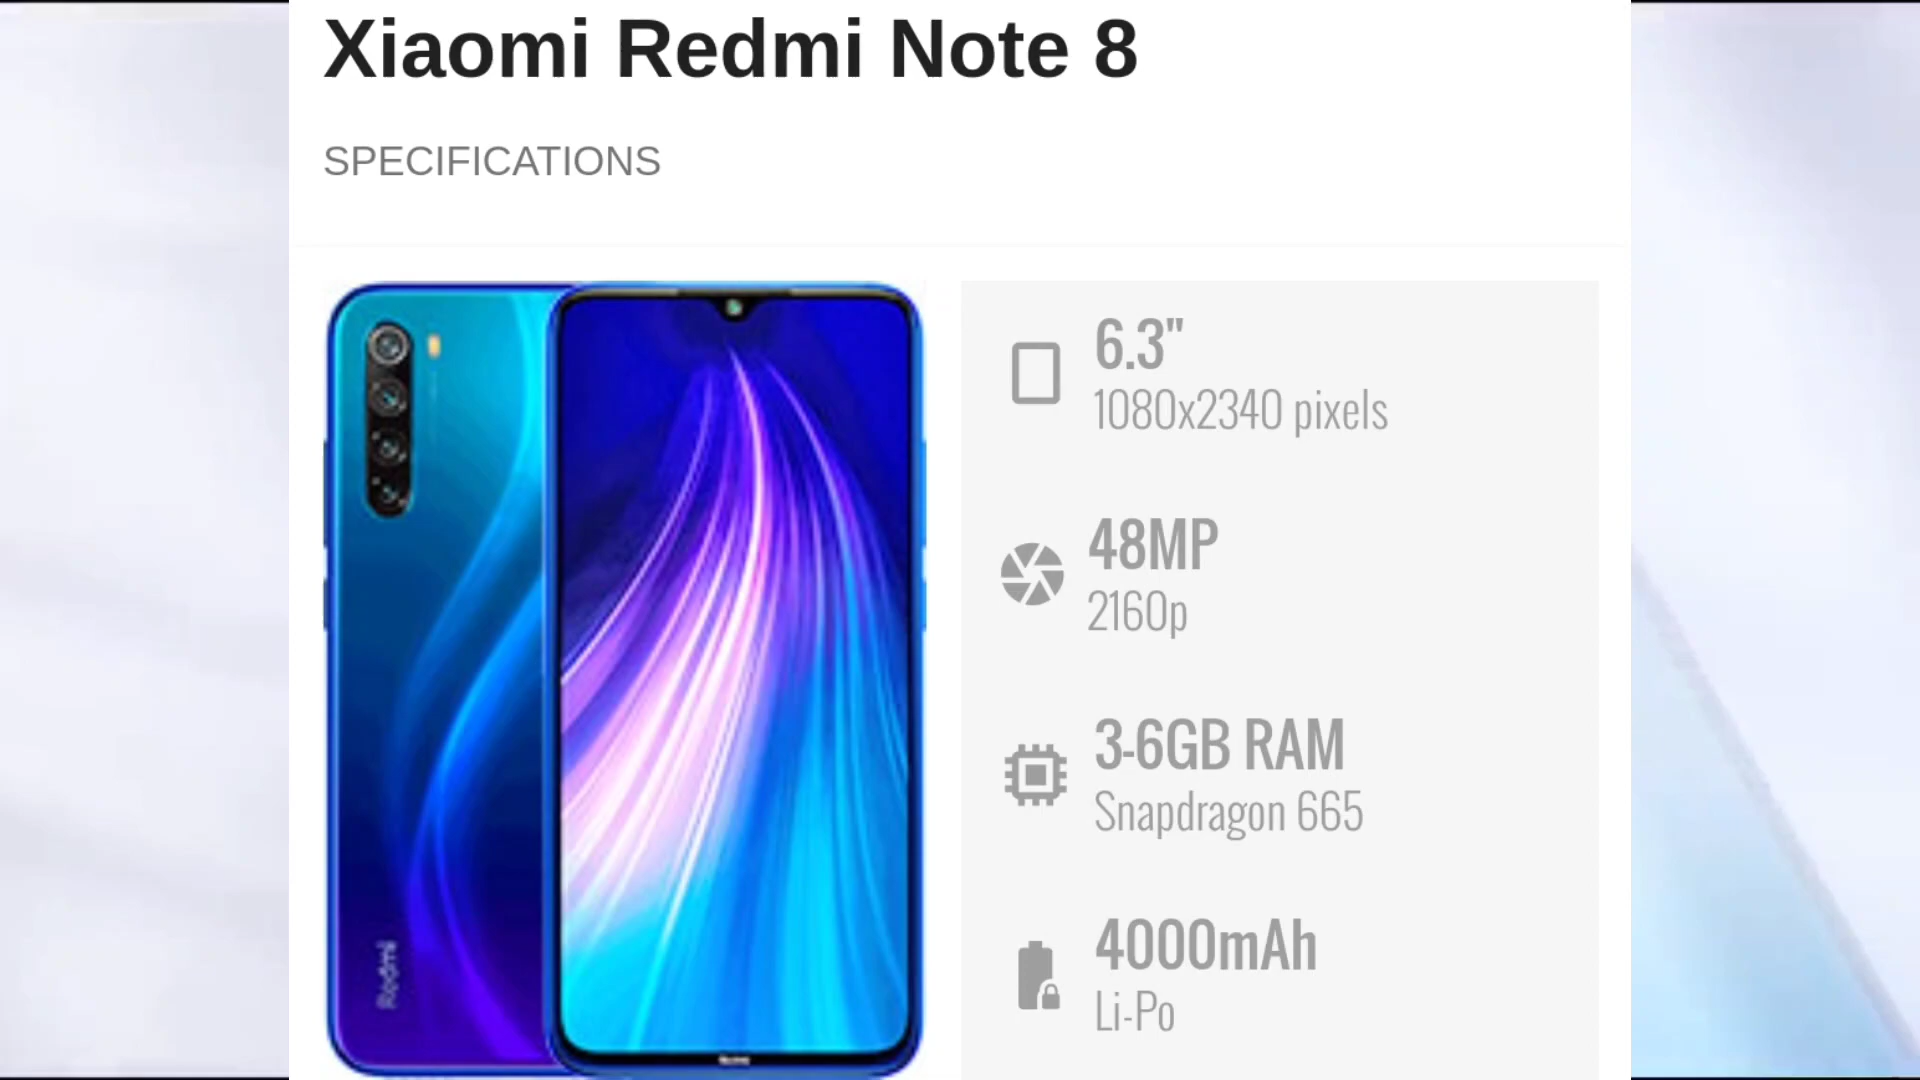 Xiaomi Redmi Note 8
SPECIFICATIONS
6.3"
1080x2340 pixels
48MP
2160p
3-6GB RAM
Snapdragon 665
4000mAh
Li-Po
Redmi